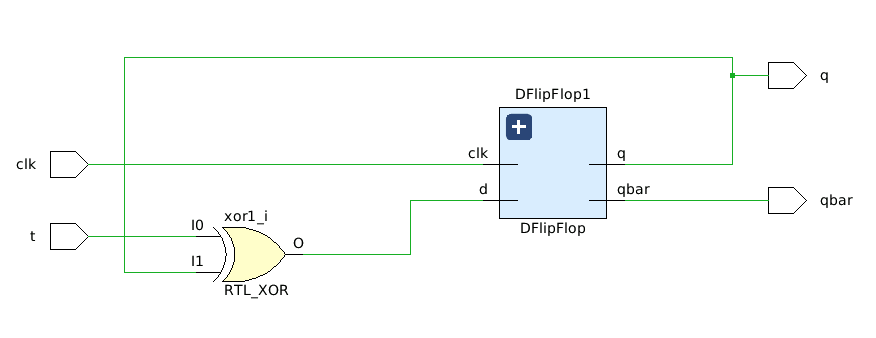 q
DFlipFlop1
clk
clk
q
d
qbar
qbar
xor1_i
DFlipFlop
t
I0
O
I1
RTL_XOR